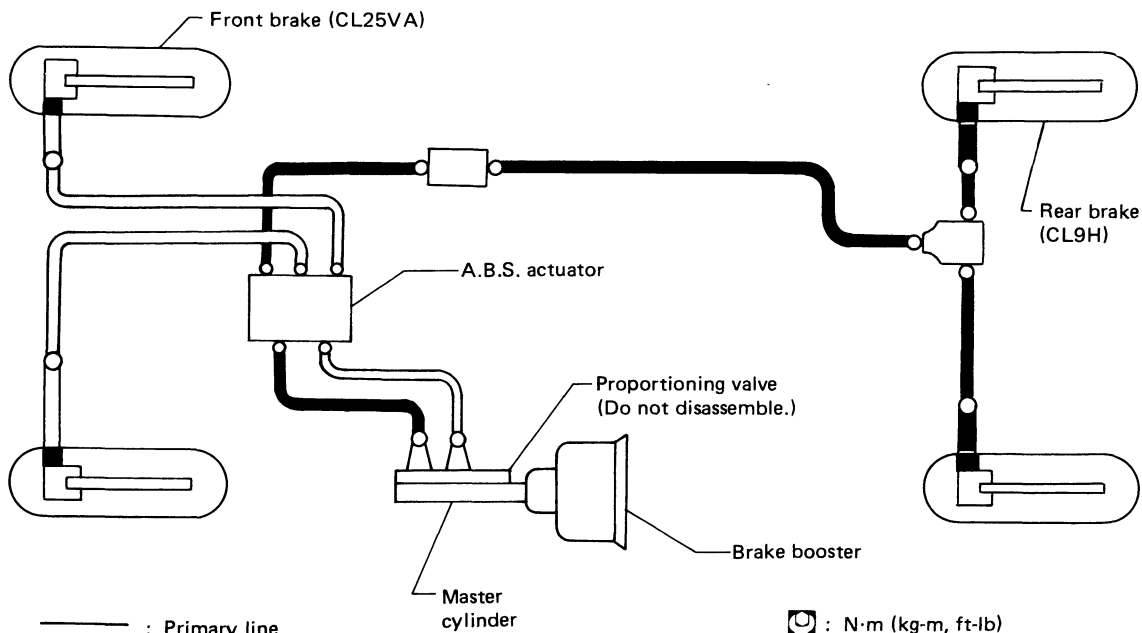 Front brake (CL25VA)
Rear brake
(CL9H)
A.B.S. actuator
Proportioning valve
(Do not disassemble.)
Brake booster
Master
cylinder
: Primary line
: N·m (kg-m, ft-lb)